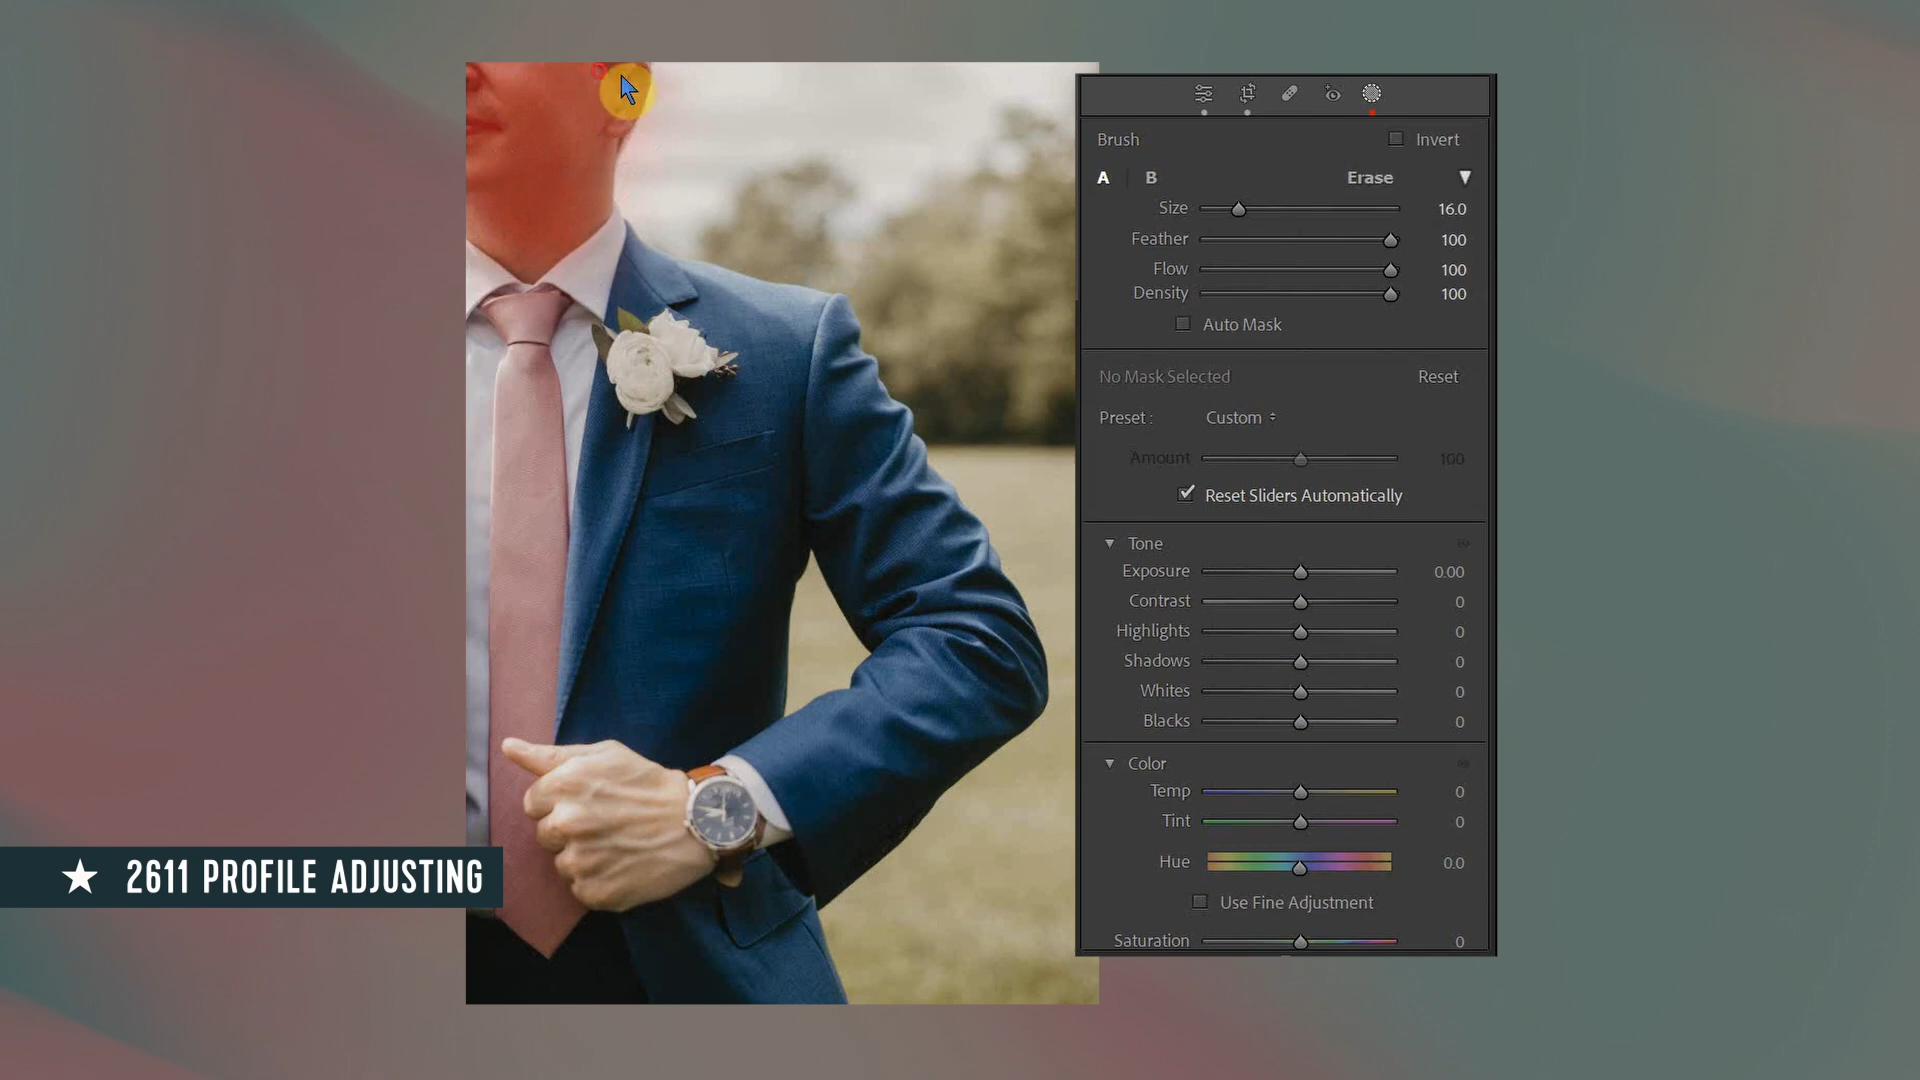 Brush Invert
A B Erase
Size 16.0
Feather 100
Flow 100
Density 100
Auto Mask
No Mask Selected Reset
Preset : Custom
Amount 100
Reset Sliders Automatically
Tone
Exposure 0.00
Contrast 0
Highlights 0
Shadows 0
Whites 0
Blacks 0
Color
Temp 0
Tint 0
Hue 0.0
Use Fine Adjustment
Saturation 0
2611 PROFILE ADJUSTING